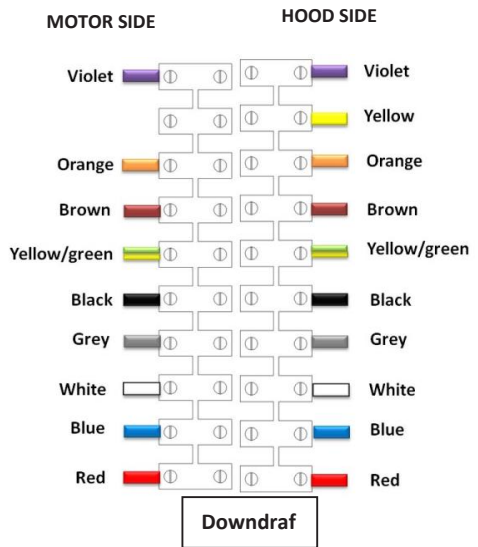 MOTOR SIDE
HOOD SIDE
Violet
Violet
Yellow
Orange
Orange
Brown
Brown
Yellow/green
Yellow/green
Black
Black
Grey
Grey
White
White
Blue
Blue
Red
Red
Downdraf